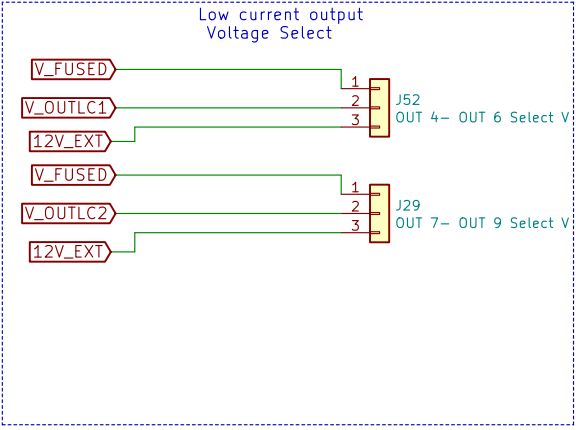 Low current output
Voltage Select
V_FUSED
1
J52
V_OUTLC1
2
OUT 4- OUT 6 Select V
12V_EXT
3
V_FUSED
1
J29
V_OUTLC2
2
OUT 7- OUT 9 Select V
12V_EXT
3